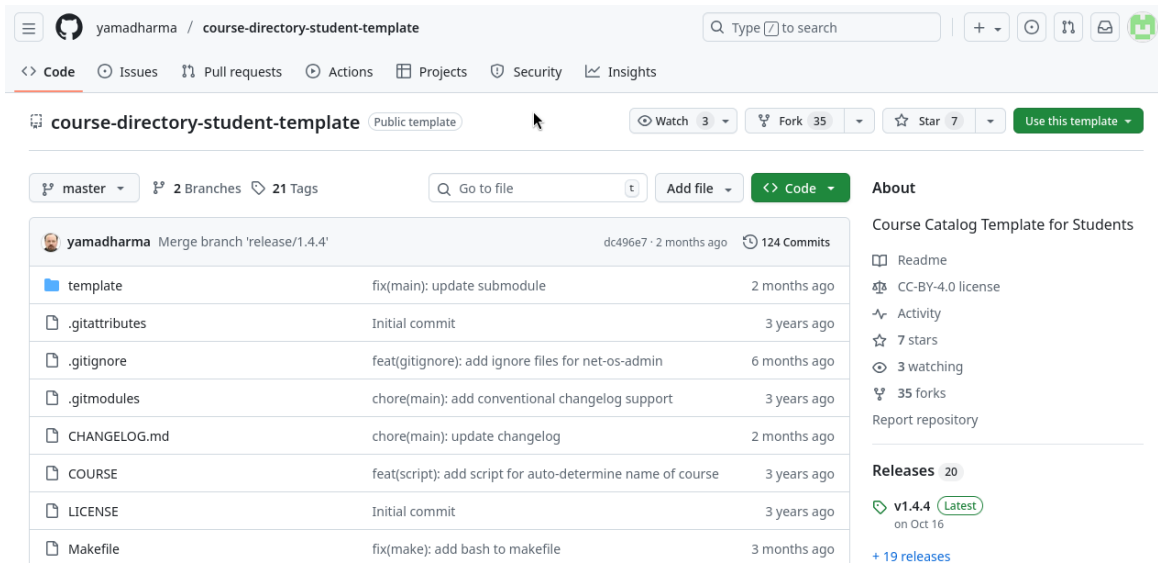 yamadharma / course-directory-student-template
Type / to search
Code Issues Pull requests Actions Projects Security Insights
course-directory-student-template Public template
Watch 3 Fork 35 Star 7 Use this template
master 2 Branches 21 Tags Go to file t Add file Code
yamadharma Merge branch 'release/1.4.4' dc496e7 · 2 months ago 124 Commits
template fix(main): update submodule 2 months ago
.gitattributes Initial commit 3 years ago
.gitignore feat(gitignore): add ignore files for net-os-admin 6 months ago
.gitmodules chore(main): add conventional changelog support 3 years ago
CHANGELOG.md chore(main): update changelog 2 months ago
COURSE feat(script): add script for auto-determine name of course 3 years ago
LICENSE Initial commit 3 years ago
Makefile fix(make): add bash to makefile 3 months ago
About
Course Catalog Template for Students
Readme
CC-BY-4.0 license
Activity
7 stars
3 watching
35 forks
Report repository
Releases 20
v1.4.4 Latest
on Oct 16
+ 19 releases